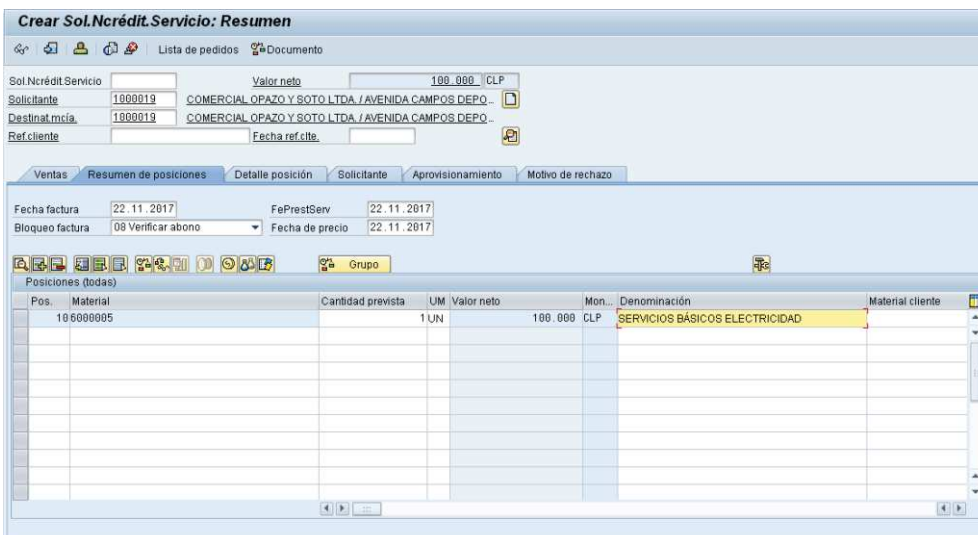 Crear Sol.Ncrédit.Servicio: Resumen
Lista de pedidos Documento
Sol.Ncrédit.Servicio Valor neto 100.000 CLP
Solicitante 1000019 COMERCIAL OPAZO Y SOTO LTDA. / AVENIDA CAMPOS DEPO...
Destinat.mcía. 1000019 COMERCIAL OPAZO Y SOTO LTDA. / AVENIDA CAMPOS DEPO...
Ref.cliente Fecha ref.clte.
Ventas Resumen de posiciones Detalle posición Solicitante Aprovisionamiento Motivo de rechazo
Fecha factura 22.11.2017 FePrestServ 22.11.2017
Bloqueo factura 08 Verificar abono Fecha de precio 22.11.2017
Grupo
Posiciones (todas)
Pos. Material Cantidad prevista UM Valor neto Mon... Denominación Material cliente
10 6000005 1 UN 100.000 CLP SERVICIOS BÁSICOS ELECTRICIDAD